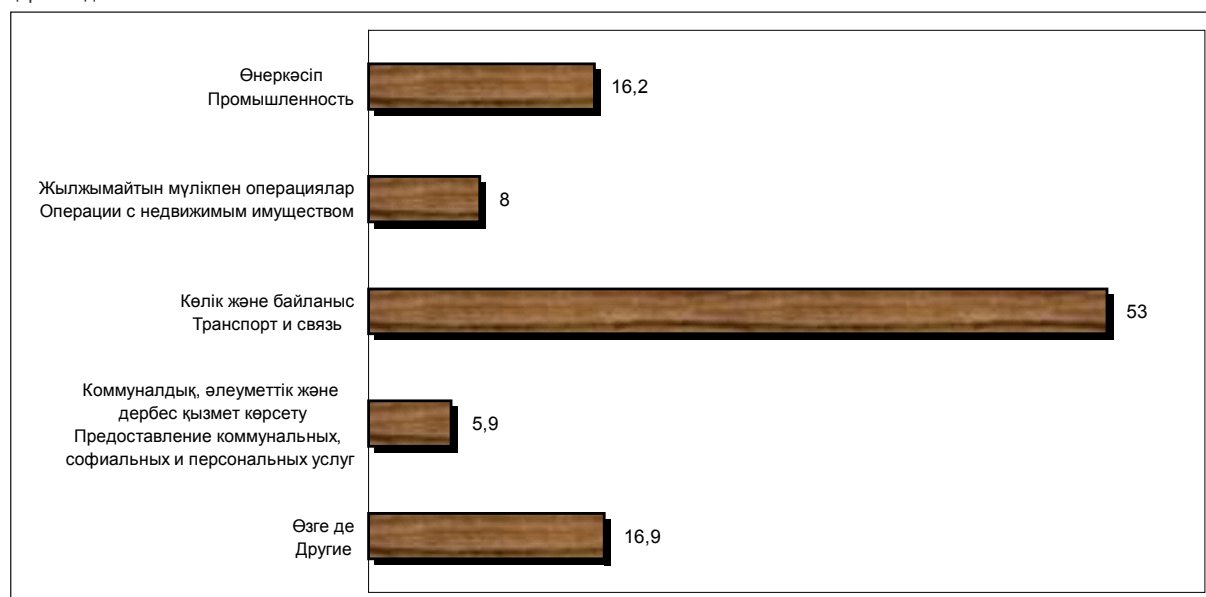 Өнеркәсіп
Промышленность
16,2
Жылжымайтын мүлікпен операциялар
Операции с недвижимым имуществом
8
Көлік және байланыс
Транспорт и связь
53
Коммуналдық, әлеуметтік және
дербес қызмет көрсету
Предоставление коммунальных,
софиальных и персональных услуг
5,9
Өзге де
Другие
16,9